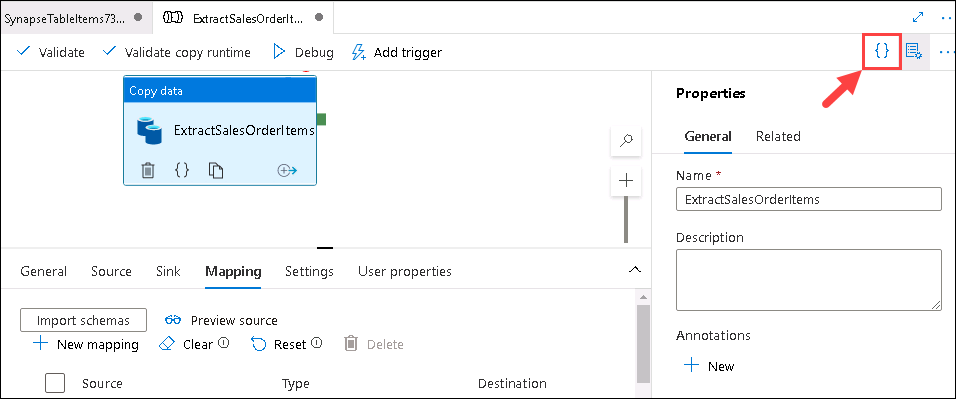 SynapseTableItems73...
ExtractSalesOrderIt...
Validate
Validate copy runtime
Debug
Add trigger
{}
Copy data
ExtractSalesOrderItems
{}
Properties
General
Related
Name *
ExtractSalesOrderItems
Description
Annotations
New
General
Source
Sink
Mapping
Settings
User properties
Import schemas
Preview source
New mapping
Clear
Reset
Delete
Source
Type
Destination